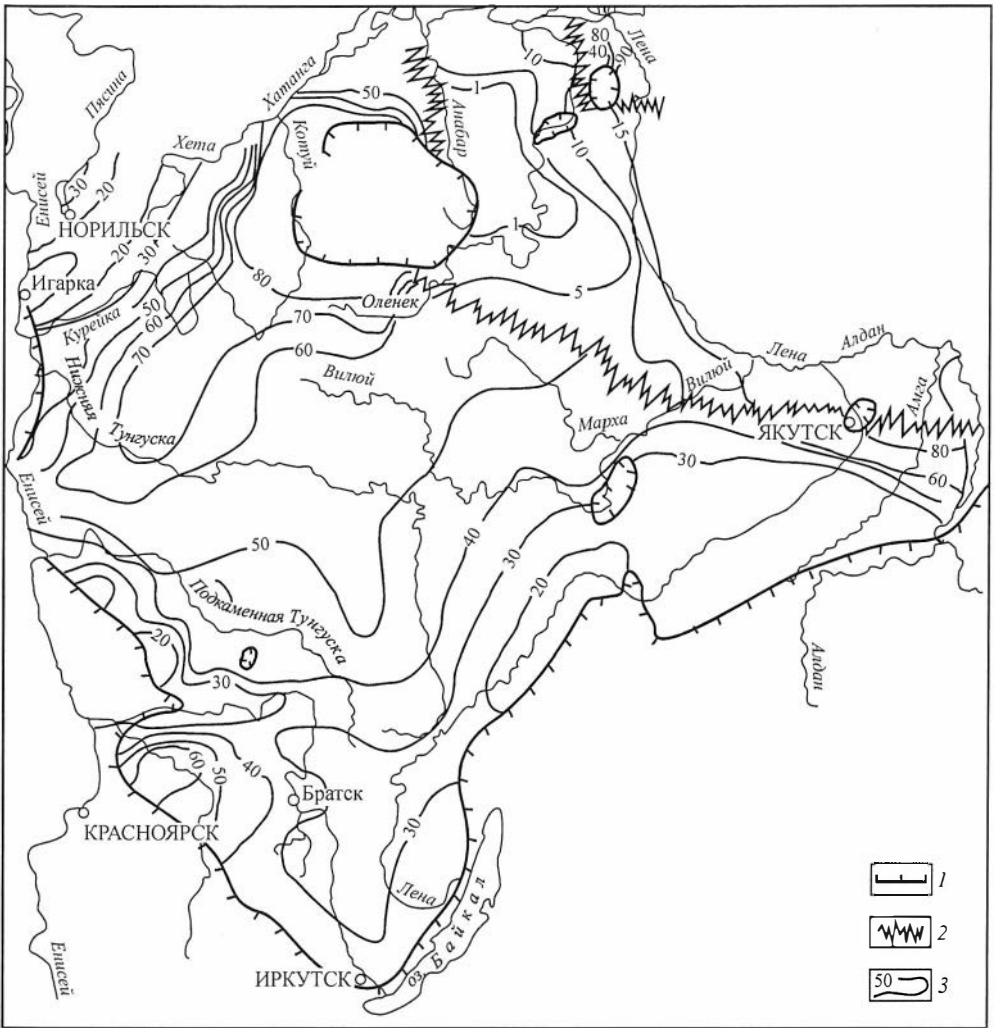 80
40
90
Лена
10
Пясина
Хатанга
50
1
Анабар
15
10
Котуй
Хета
30
20
Енисей
НОРИЛЬСК
20
30
1
80
5
Игарка
Оленек
50
Курейка
60
70
70
60
Нижняя
Тунгуска
Вилюй
Лена
Алдан
Вилюй
Амга
Марха
ЯКУТСК
80
30
60
Енисей
40
50
30
20
Подкаменная Тунгуска
20
30
Алдан
60
50
40
Братск
КРАСНОЯРСК
30
Лена
оз. Байкал
Енисей
ИРКУТСК
1
2
50
3